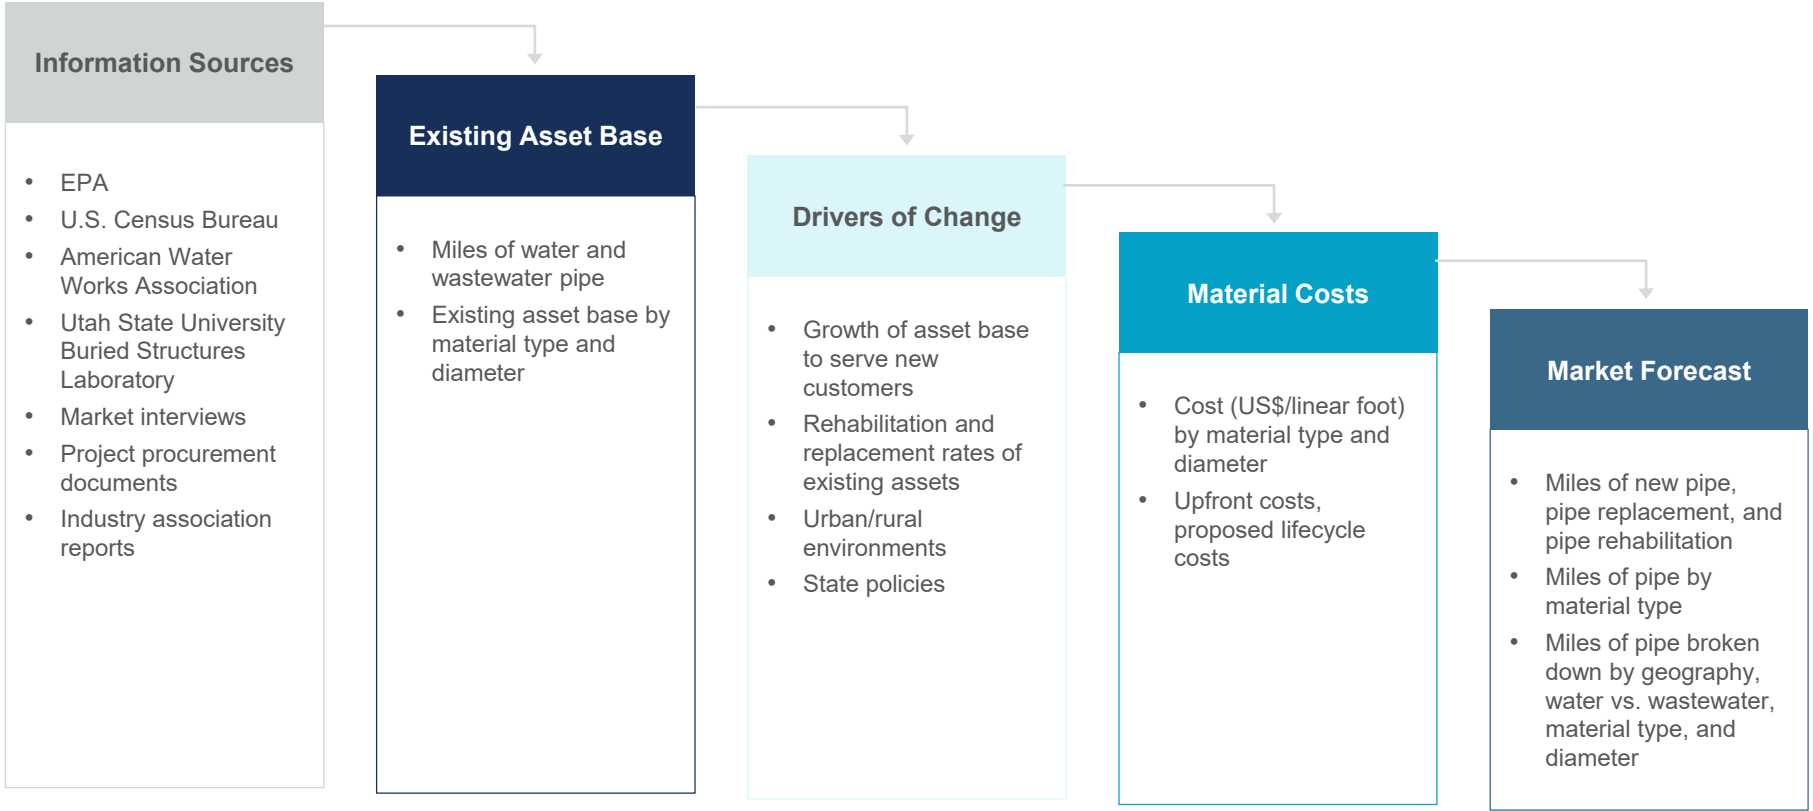 Information Sources
• EPA
• U.S. Census Bureau
• American Water
Works Association
• Utah State University
Buried Structures
Laboratory
• Market interviews
• Project procurement
documents
• Industry association
reports
Existing Asset Base
• Miles of water and
wastewater pipe
• Existing asset base by
material type and
diameter
Drivers of Change
• Growth of asset base
to serve new
customers
• Rehabilitation and
replacement rates of
existing assets
• Urban/rural
environments
• State policies
Material Costs
• Cost (US$/linear foot)
by material type and
diameter
• Upfront costs,
proposed lifecycle
costs
Market Forecast
• Miles of new pipe,
pipe replacement, and
pipe rehabilitation
• Miles of pipe by
material type
• Miles of pipe broken
down by geography,
water vs. wastewater,
material type, and
diameter